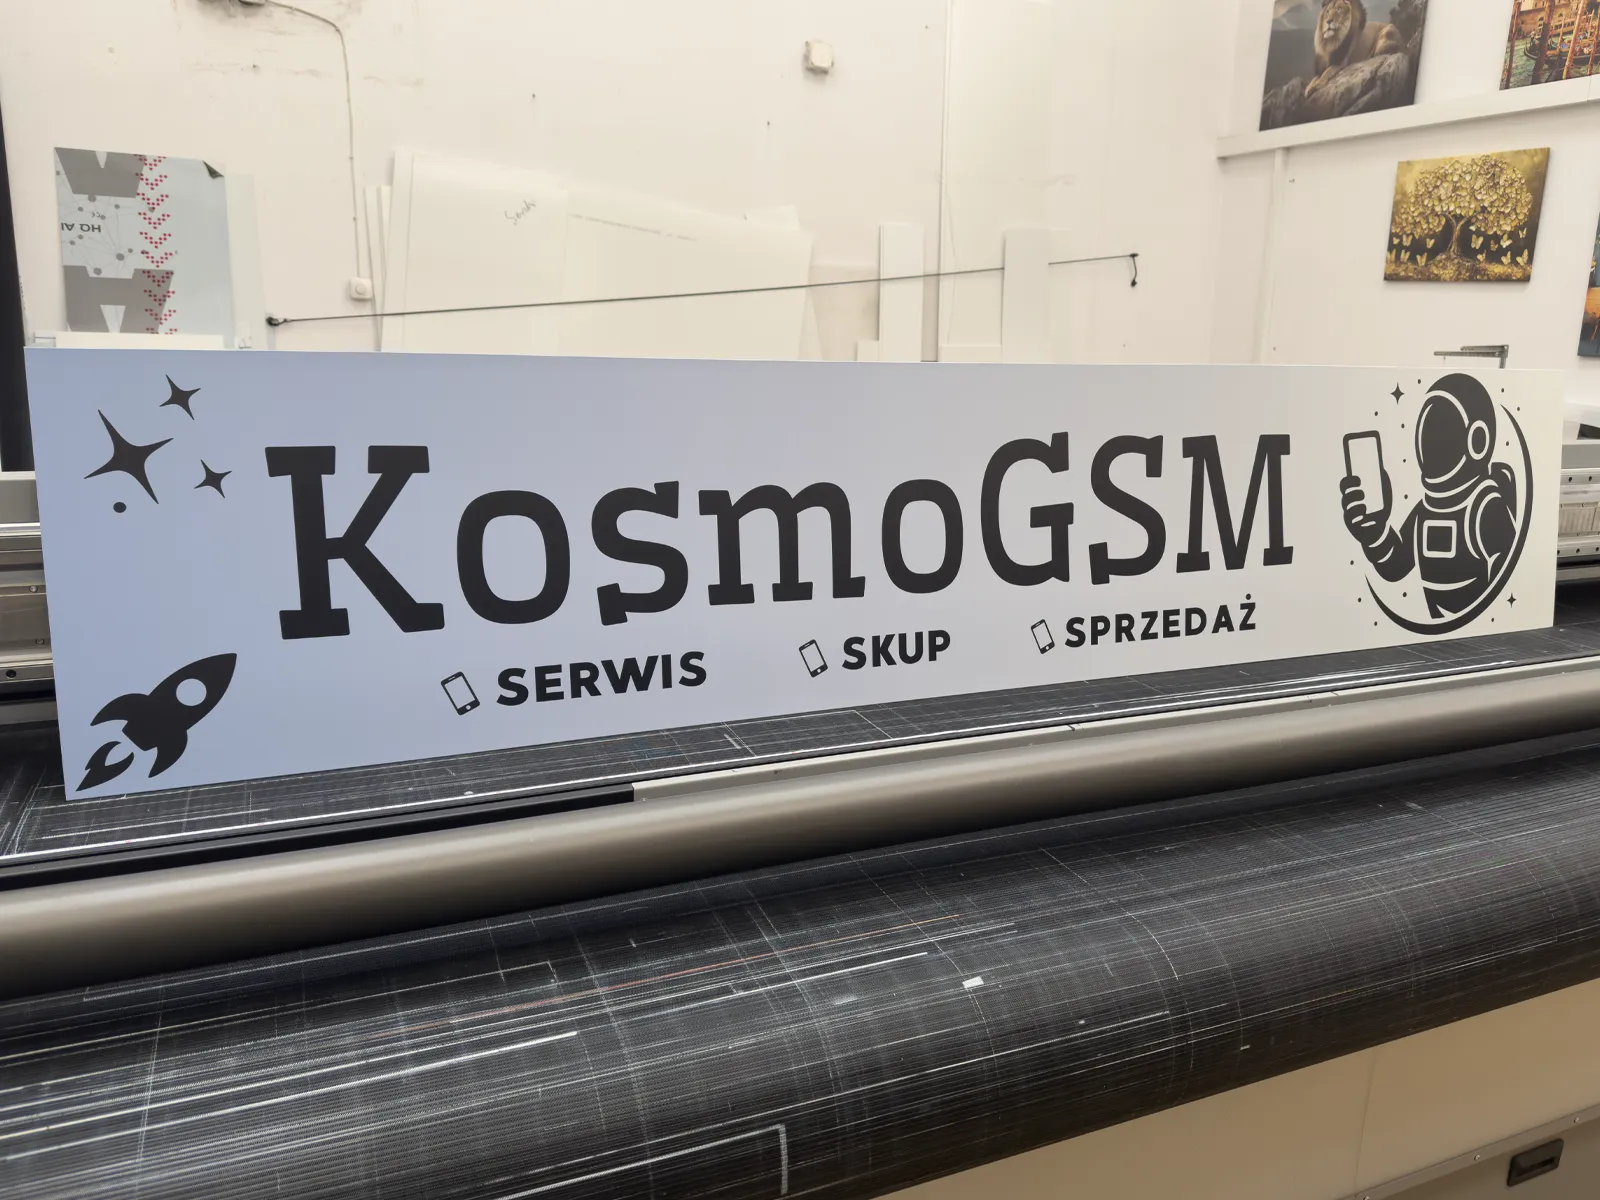 KosmoGSM
SERWIS
SKUP
SPRZEDAŻ